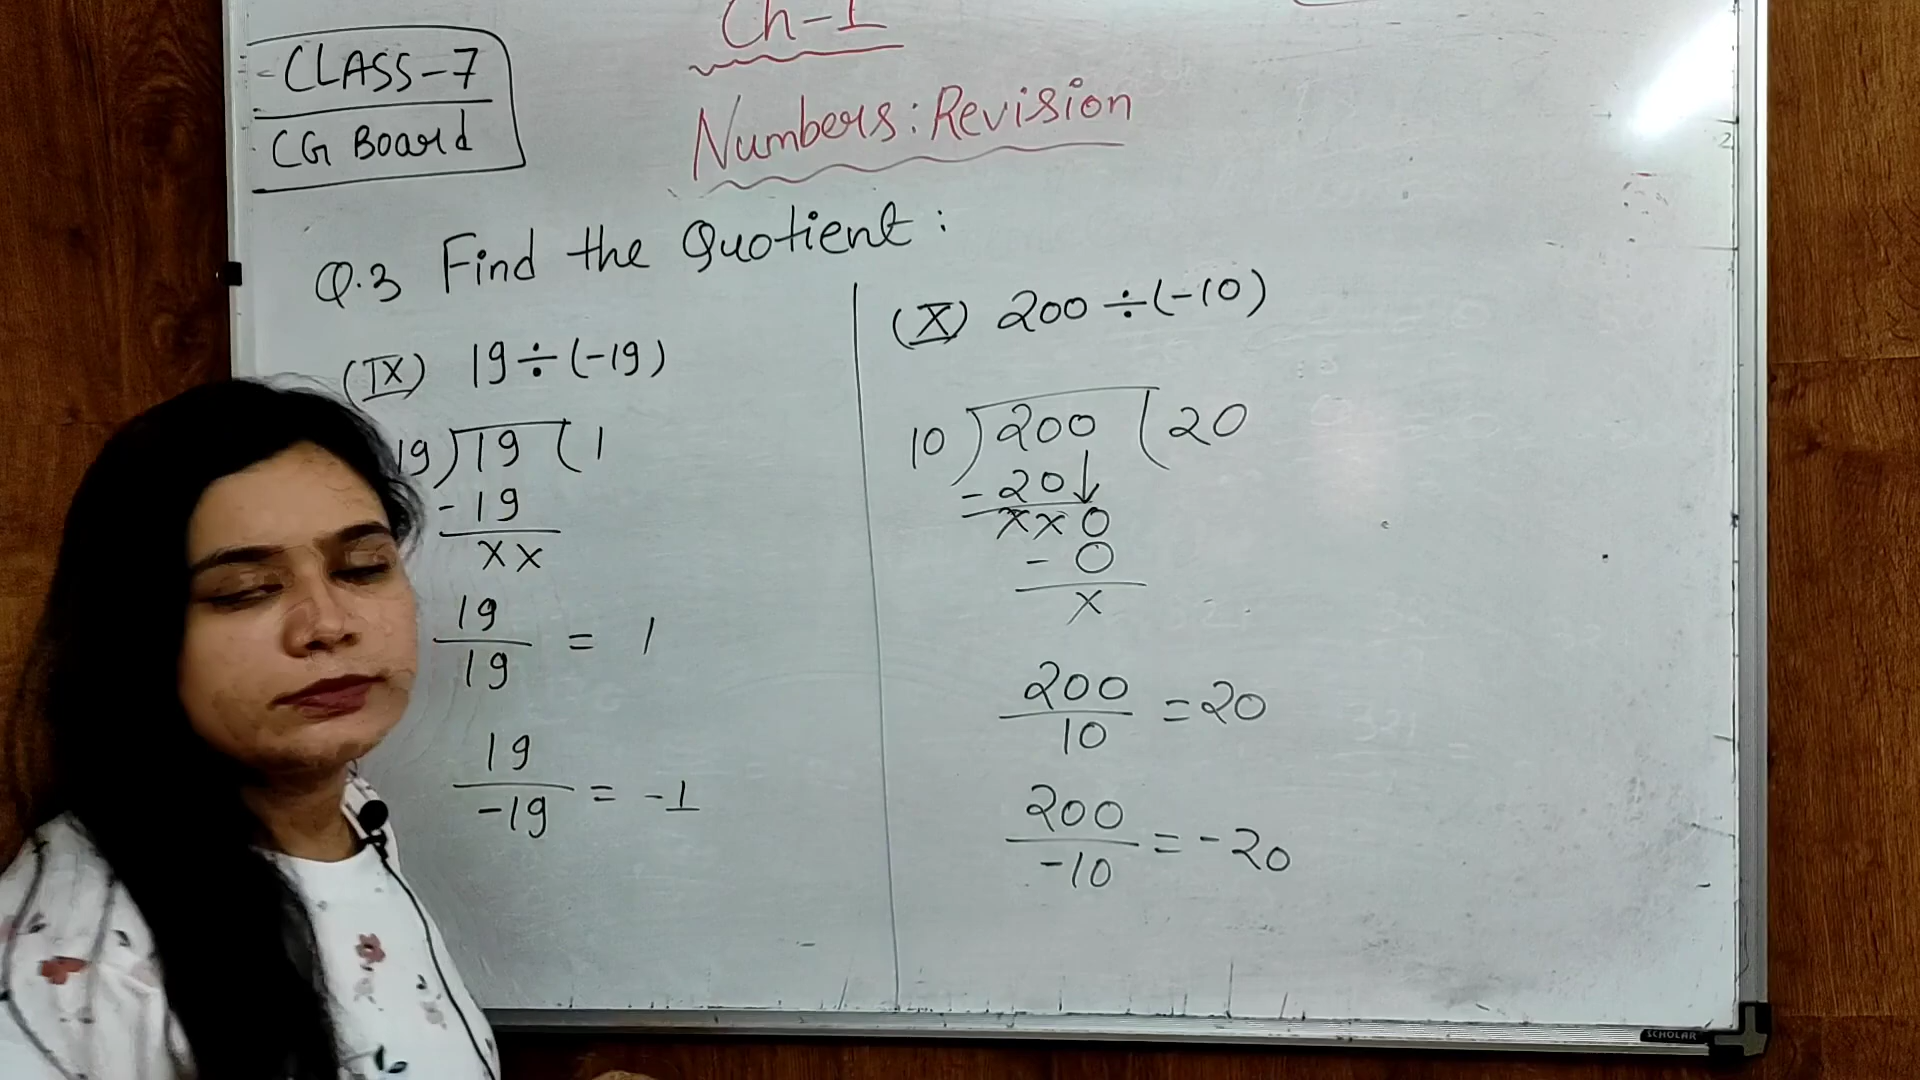 Ch-1
CLASS-7
CG Board
Numbers: Revision
Q.3 Find the Quotient:
(IX) 19÷(-19)
19)19(1
-19
xx
19
19
= 1
19
-19
= -1
(X) 200÷(-10)
10)200(20
-20↓
xx0
- 0
x
200
10
=20
200
-10
=-20
SCHOLAR